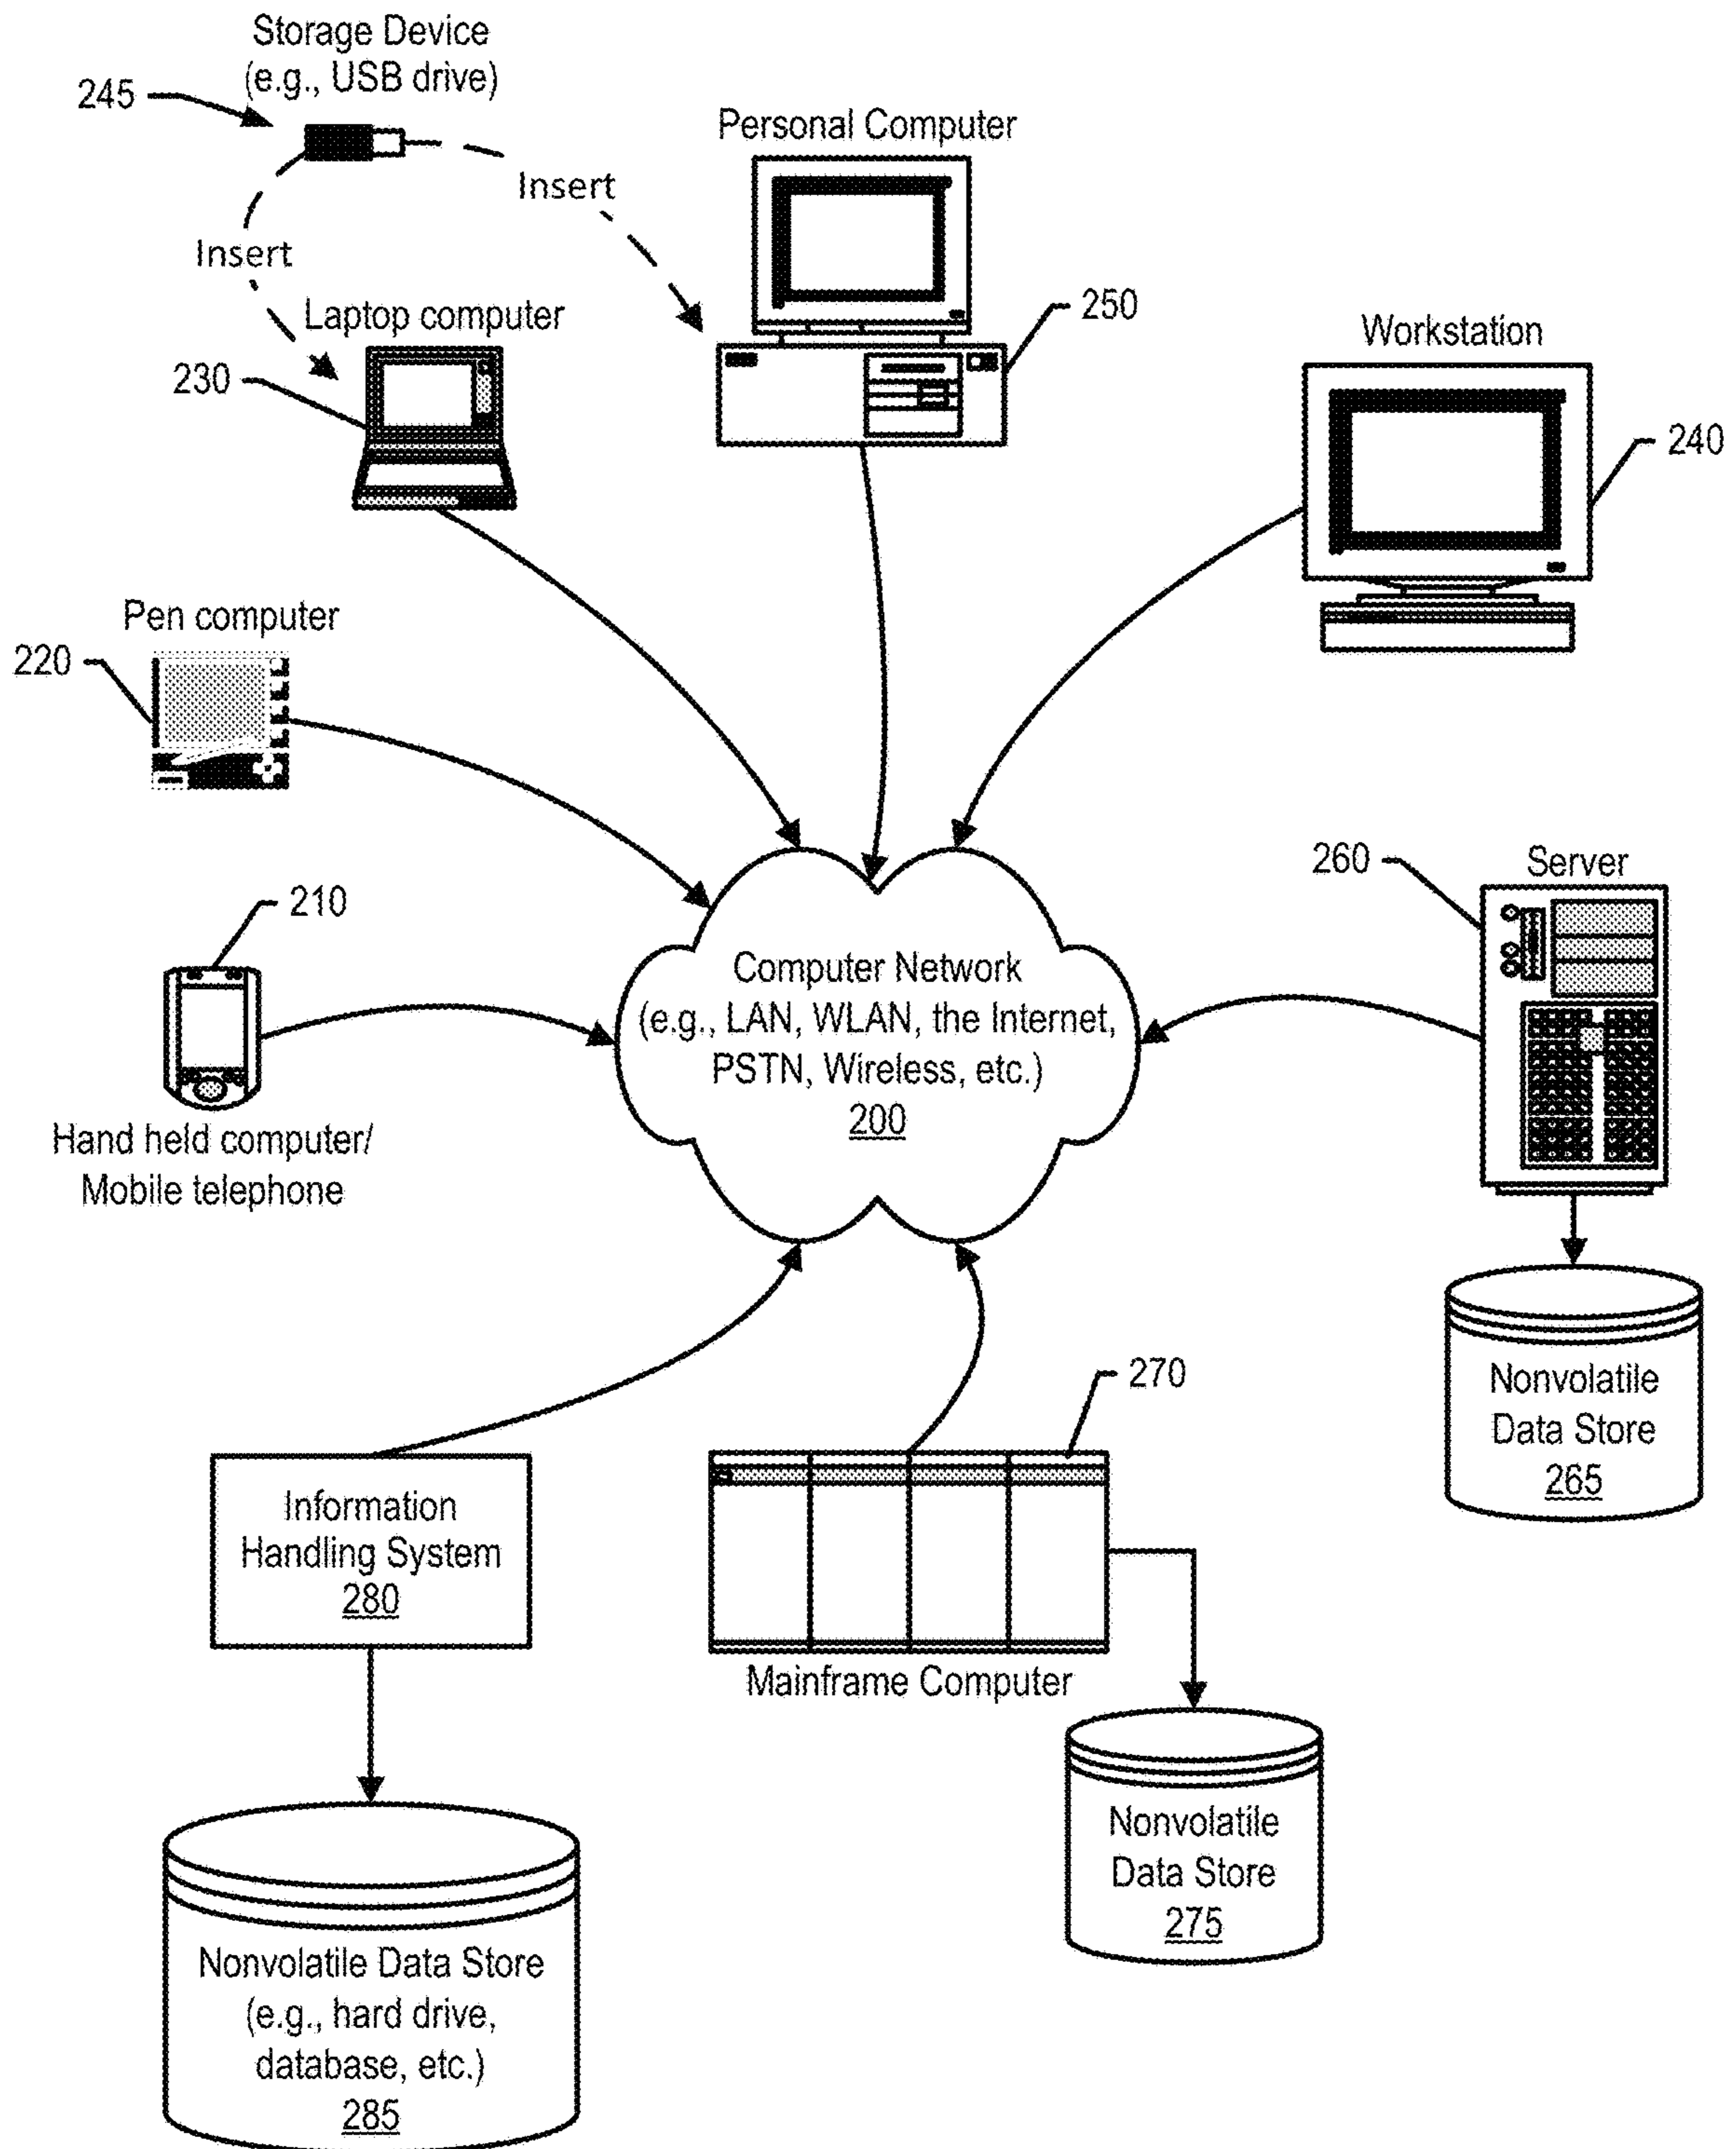 Storage Device
(e.g., USB drive)
245
Personal Computer
Insert
Insert
250
Laptop computer
230
Workstation
240
Pen computer
220
210
260
Server
Computer Network
(e.g., LAN, WLAN, the Internet,
PSTN, Wireless, etc.)
200
Hand held computer/
Mobile telephone
270
Nonvolatile
Data Store
265
Information
Handling System
280
Mainframe Computer
Nonvolatile
Data Store
275
Nonvolatile Data Store
(e.g., hard drive,
database, etc.)
285